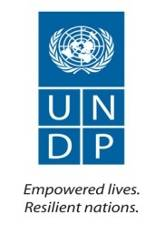 U N
D P
Empowered lives.
Resilient nations.